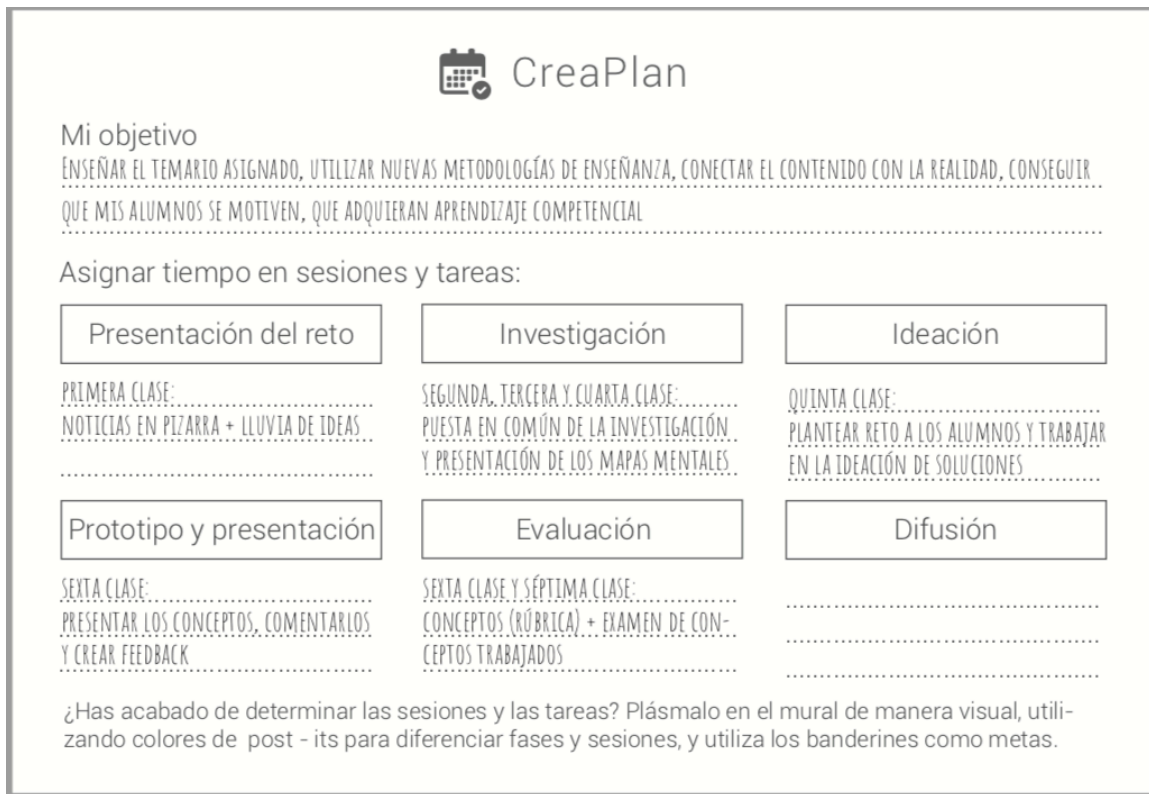 CreaPlan
Mi objetivo
ENSEÑAR EL TEMARIO ASIGNADO, UTILIZAR NUEVAS METODOLOGÍAS DE ENSEÑANZA, CONECTAR EL CONTENIDO CON LA REALIDAD, CONSEGUIR
QUE MIS ALUMNOS SE MOTIVEN, QUE ADQUIERAN APRENDIZAJE COMPETENCIAL
Asignar tiempo en sesiones y tareas:
Presentación del reto
PRIMERA CLASE:
NOTICIAS EN PIZARRA + LLUVIA DE IDEAS
Investigación
SEGUNDA, TERCERA Y CUARTA CLASE:
PUESTA EN COMÚN DE LA INVESTIGACIÓN
Y PRESENTACIÓN DE LOS MAPAS MENTALES
Ideación
QUINTA CLASE:
PLANTEAR RETO A LOS ALUMNOS Y TRABAJAR
EN LA IDEACIÓN DE SOLUCIONES
Prototipo y presentación
SEXTA CLASE:
PRESENTAR LOS CONCEPTOS, COMENTARLOS
Y CREAR FEEDBACK
Evaluación
SEXTA CLASE Y SÉPTIMA CLASE:
CONCEPTOS (RÚBRICA) + EXAMEN DE CON-
CEPTOS TRABAJADOS
Difusión
¿Has acabado de determinar las sesiones y las tareas? Plásmalo en el mural de manera visual, utili-
zando colores de post - its para diferenciar fases y sesiones, y utiliza los banderines como metas.